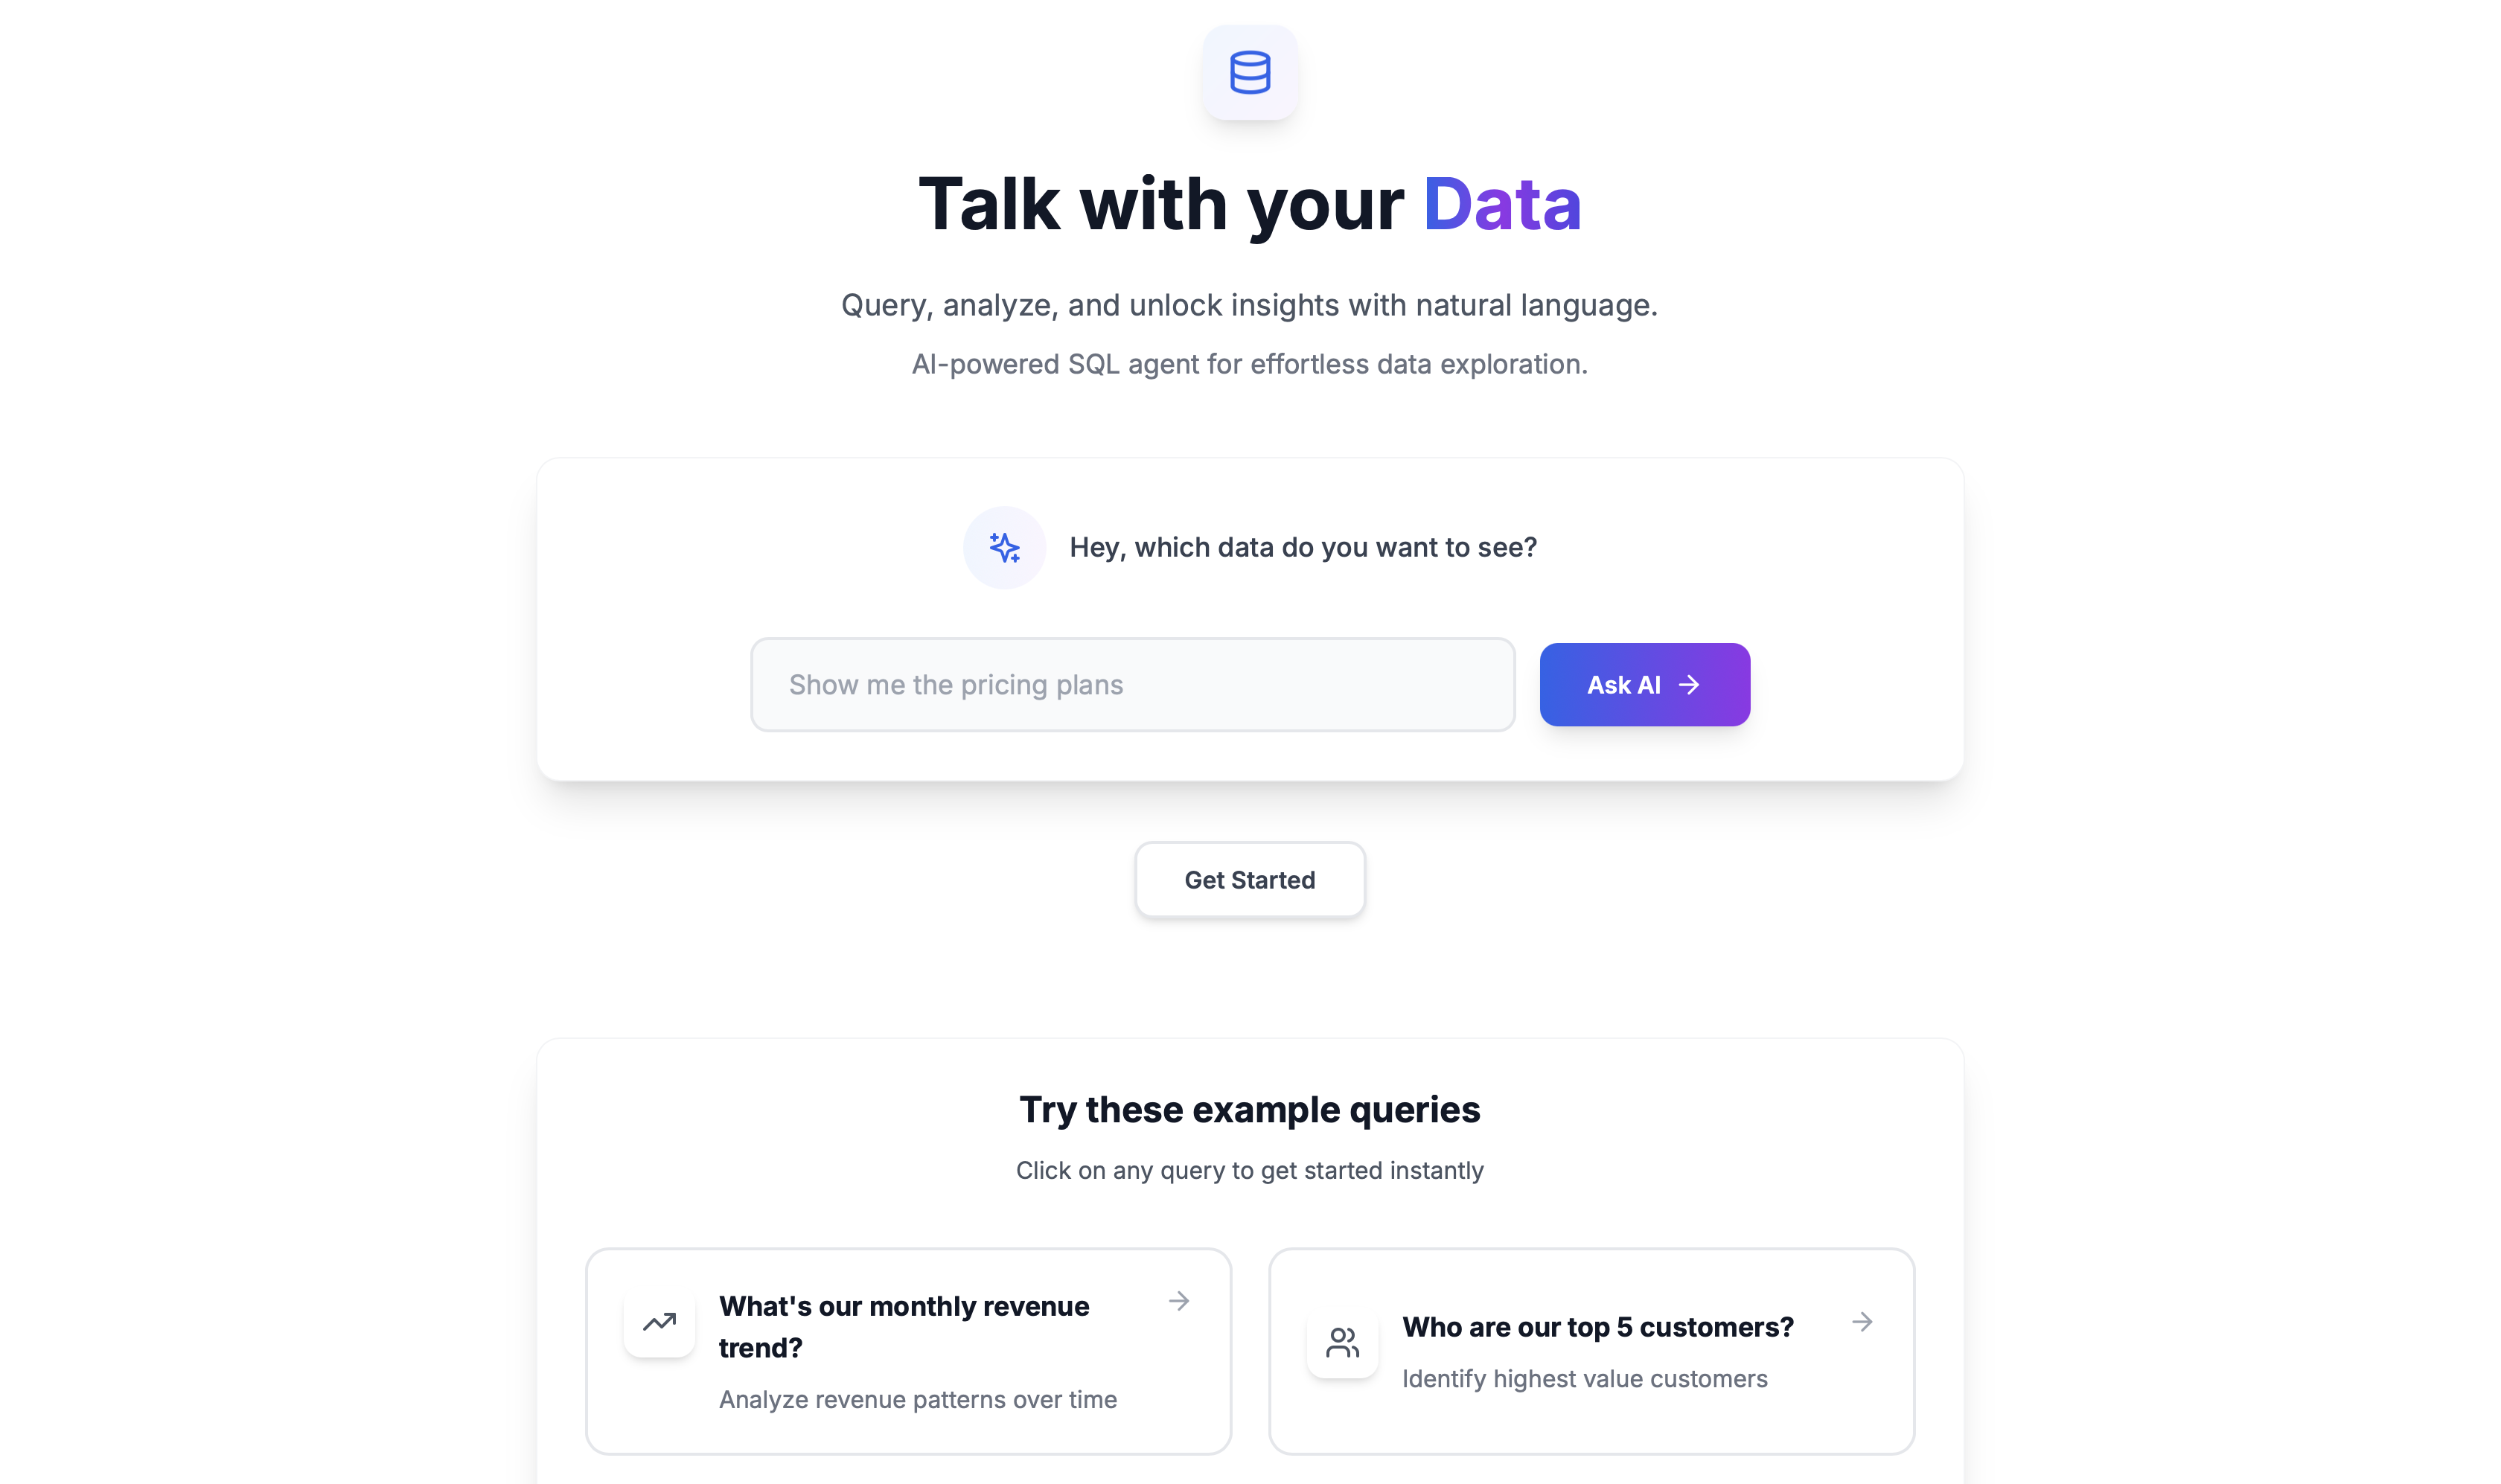 Talk with your Data
Query, analyze, and unlock insights with natural language.
AI-powered SQL agent for effortless data exploration.
Hey, which data do you want to see?
Show me the pricing plans
Ask AI
Get Started
Try these example queries
Click on any query to get started instantly
What's our monthly revenue
trend?
Analyze revenue patterns over time
Who are our top 5 customers?
Identify highest value customers